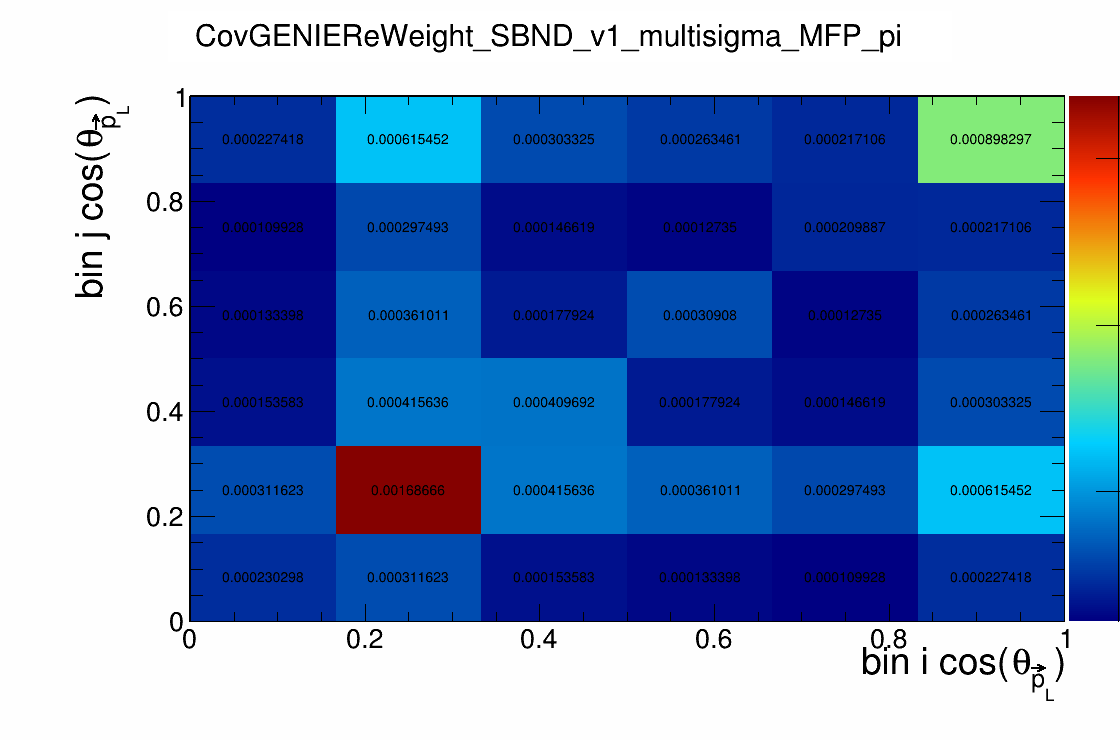 CovGENIEReWeight_SBND_v1_multisigma_MFP_pi
bin j cos(θ_p⃗_L)
1
0.000227418 0.000615452 0.000303325 0.000263461 0.000217106 0.000898297
0.8
0.000109928 0.000297493 0.000146619 0.00012735 0.000209887 0.000217106
0.6
0.000133398 0.000361011 0.000177924 0.00030908 0.00012735 0.000263461
0.4
0.000153583 0.000415636 0.000409692 0.000177924 0.000146619 0.000303325
0.000311623 0.00168666 0.000415636 0.000361011 0.000297493 0.000615452
0.2
0.000230298 0.000311623 0.000153583 0.000133398 0.000109928 0.000227418
0
0 0.2 0.4 0.6 0.8 1
bin i cos(θ_p⃗_L)